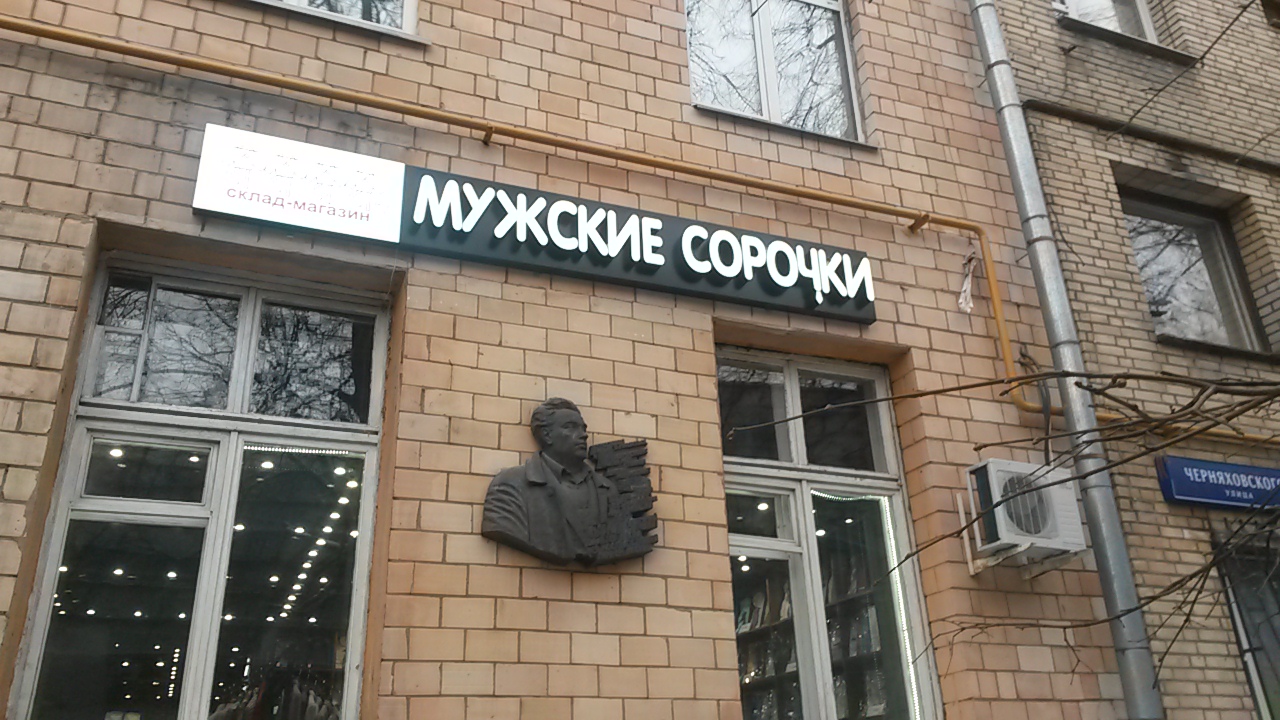 склад-магазин
МУЖСКИЕ СОРОЧКИ
ЧЕРНЯХОВСКОГО
УЛИЦА